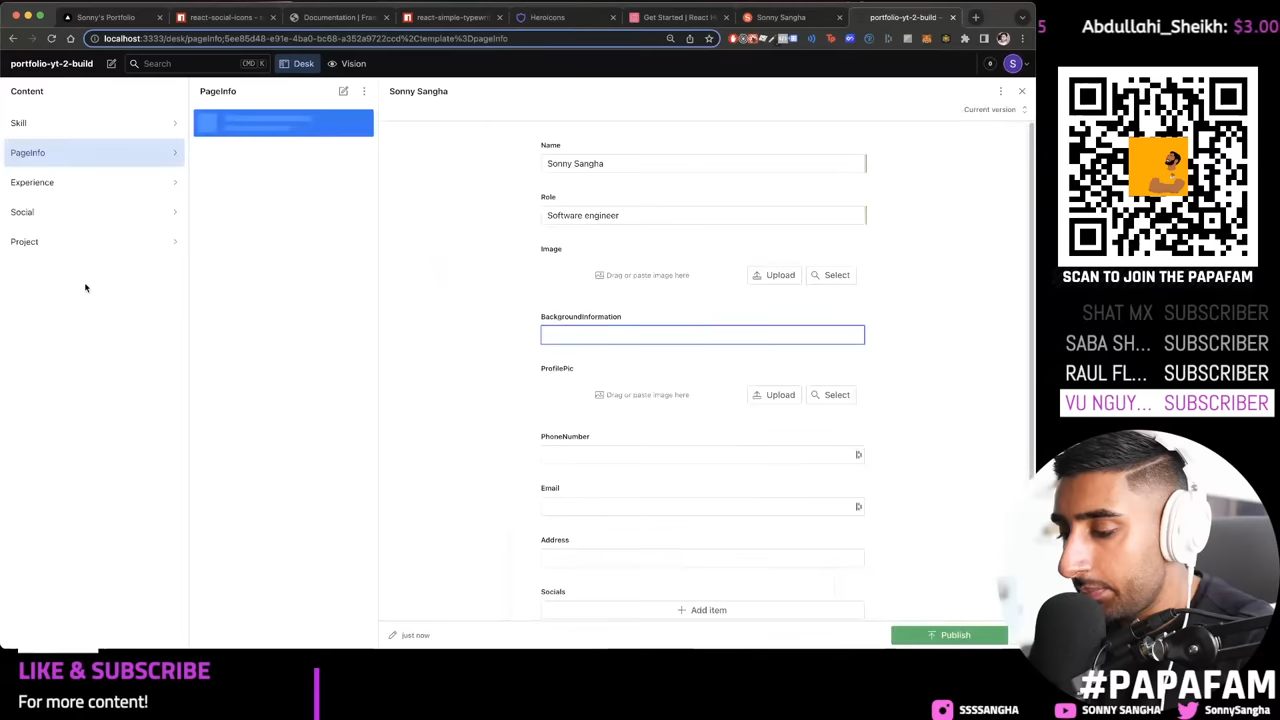 Sonny's Portfolio
react-social-icons - n
Documentation | Fram
react-simple-typewrit
Heroicons
Get Started | React H
Sonny Sangha
portfolio-yt-2-build –
localhost:3333/desk/pageInfo;5ee85d48-e91e-4ba0-bc68-a352a9722ccd%2Ctemplate%3DpageInfo
portfolio-yt-2-build
Search
CMD K
Desk
Vision
0
S
Content
PageInfo
Sonny Sangha
Current version
Skill
PageInfo
Experience
Social
Project
Name
Sonny Sangha
Role
Software engineer
Image
Drag or paste image here
Upload
Select
BackgroundInformation
ProfilePic
Drag or paste image here
Upload
Select
PhoneNumber
Email
Address
Socials
Add item
just now
Publish
5
Abdullahi_Sheikh: $3.00
SCAN TO JOIN THE PAPAFAM
SHAT MX SUBSCRIBER
SABA SH... SUBSCRIBER
RAUL FL... SUBSCRIBER
VU NGUY... SUBSCRIBER
LIKE & SUBSCRIBE
For more content!
#PAPAFAM
SSSSANGHA
SONNY SANGHA
SonnySangha